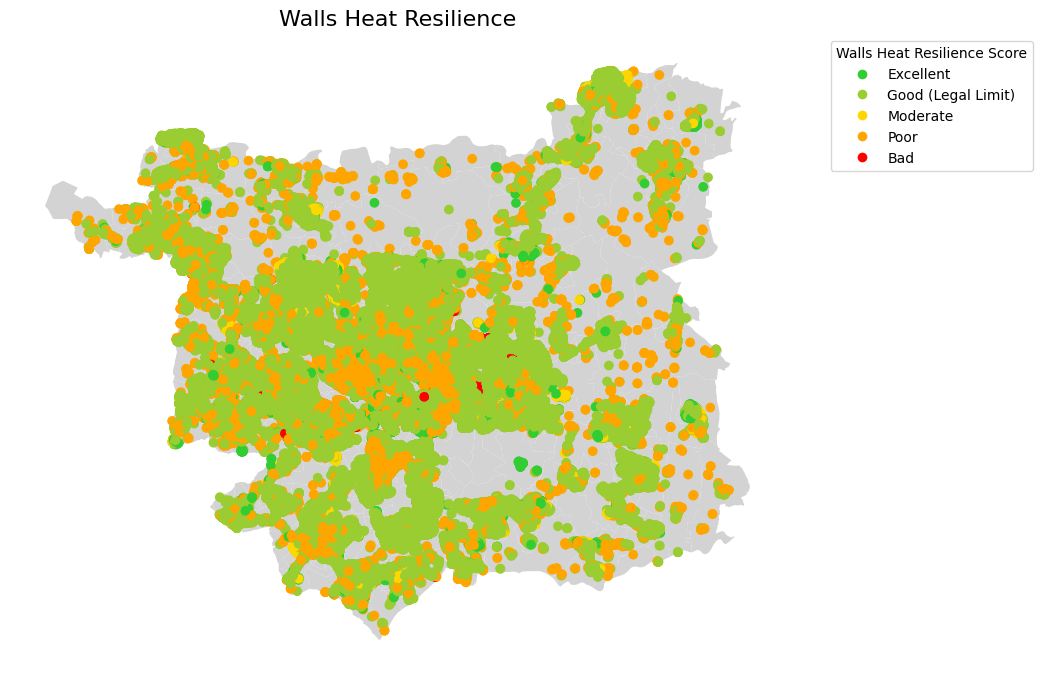 Walls Heat Resilience
Walls Heat Resilience Score
Excellent
Good (Legal Limit)
Moderate
Poor
Bad